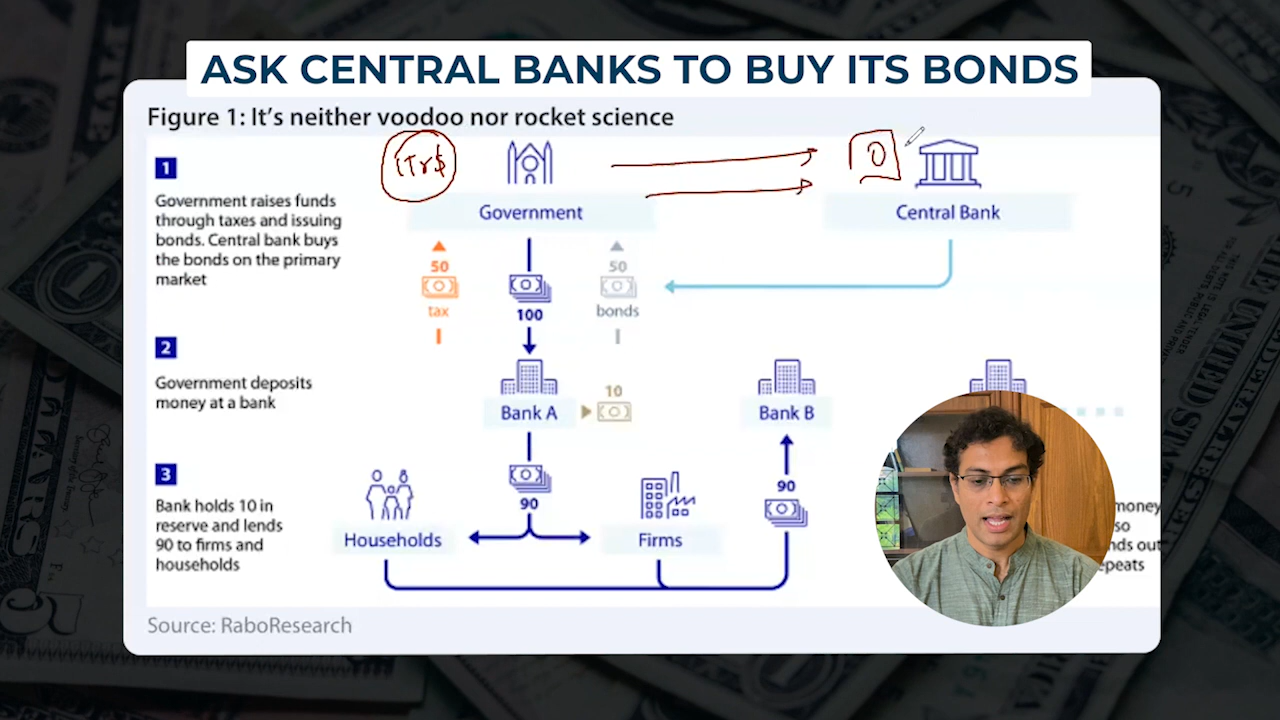 ASK CENTRAL BANKS TO BUY ITS BONDS
Figure 1: It's neither voodoo nor rocket science
1
Government raises funds
through taxes and issuing
bonds. Central bank buys
the bonds on the primary
market
1Tr$
0
Government
Central Bank
50
tax
100
50
bonds
2
Government deposits
money at a bank
Bank A
10
Bank B
3
Bank holds 10 in
reserve and lends
90 to firms and
households
90
90
Households
Firms
money
so
nds out
epeats
Source: RaboResearch